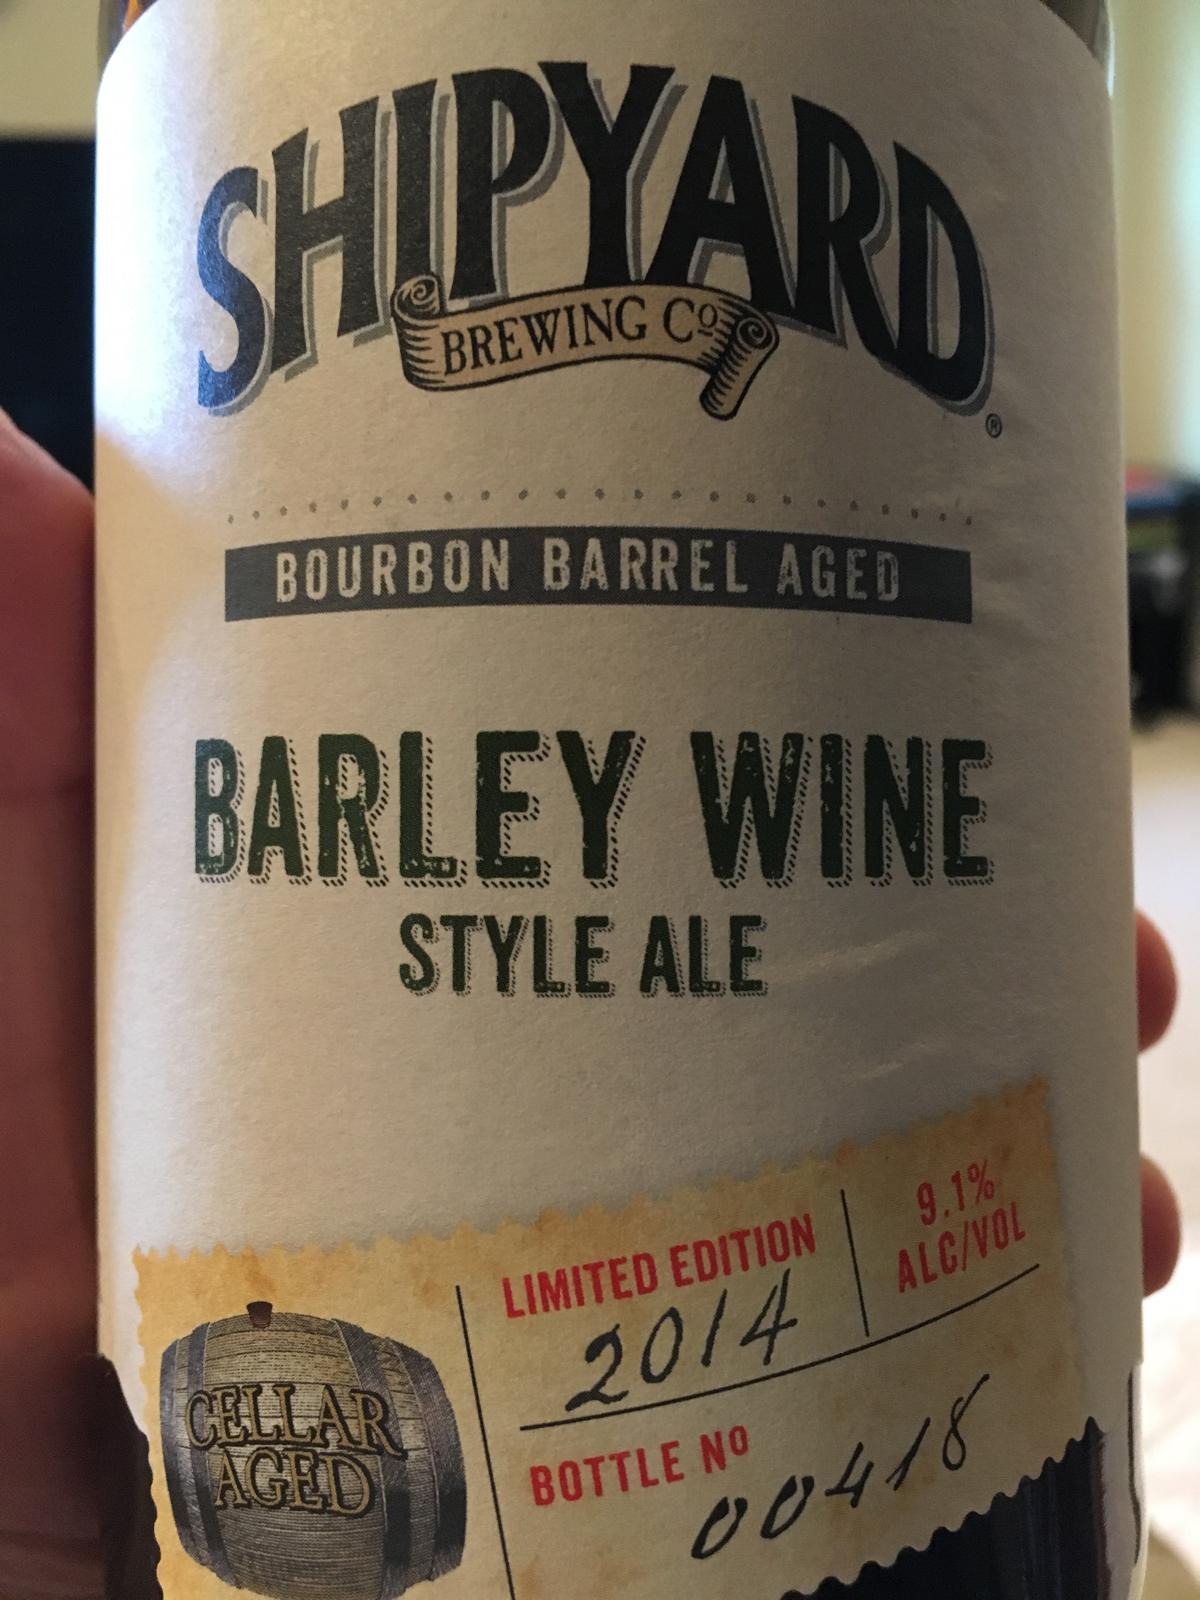 SHIPYARD
BREWING Cº
®
BOURBON BARREL AGED
BARLEY WINE
STYLE ALE
LIMITED EDITION
2014
9.1%
ALC/VOL
BOTTLE Nº
00418
CELLAR
AGED